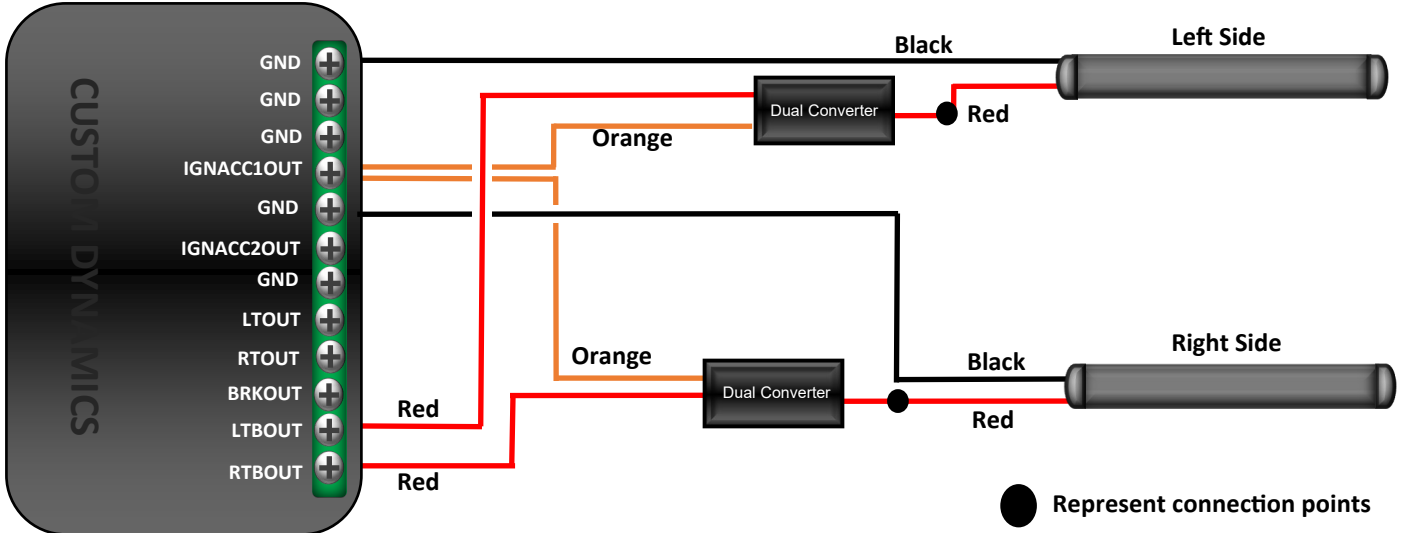 CUSTOM DYNAMICS
GND
GND
GND
IGNACC1OUT
GND
IGNACC2OUT
GND
LTOUT
RTOUT
BRKOUT
LTBOUT
RTBOUT
Black
Left Side
Dual Converter
Red
Orange
Orange
Right Side
Black
Dual Converter
Red
Red
Red
Represent connection points